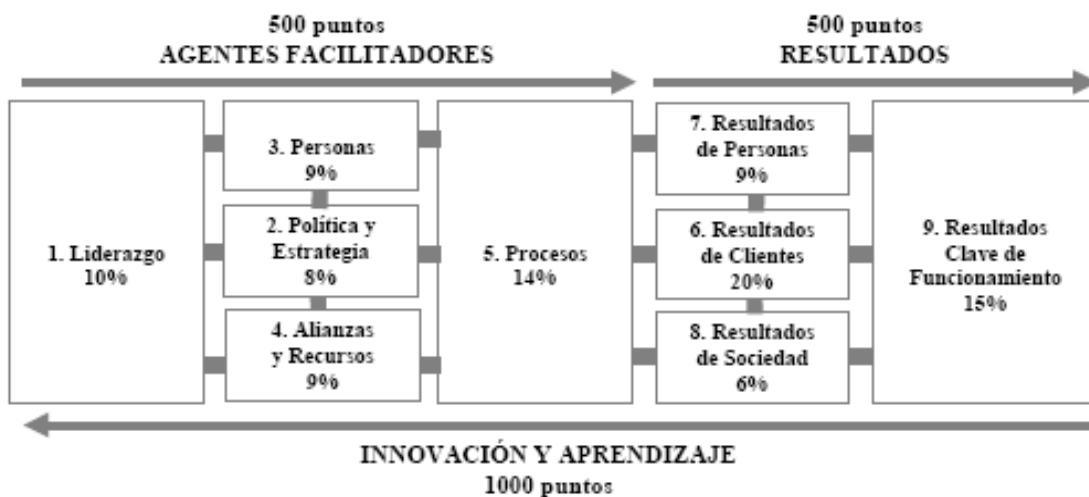 500 puntos
AGENTES FACILITADORES
500 puntos
RESULTADOS
1. Liderazgo
10%
3. Personas
9%
2. Política y
Estrategia
8%
4. Alianzas
y Recursos
9%
5. Procesos
14%
7. Resultados
de Personas
9%
6. Resultados
de Clientes
20%
8. Resultados
de Sociedad
6%
9. Resultados
Clave de
Funcionamiento
15%
INNOVACIÓN Y APRENDIZAJE
1000 puntos